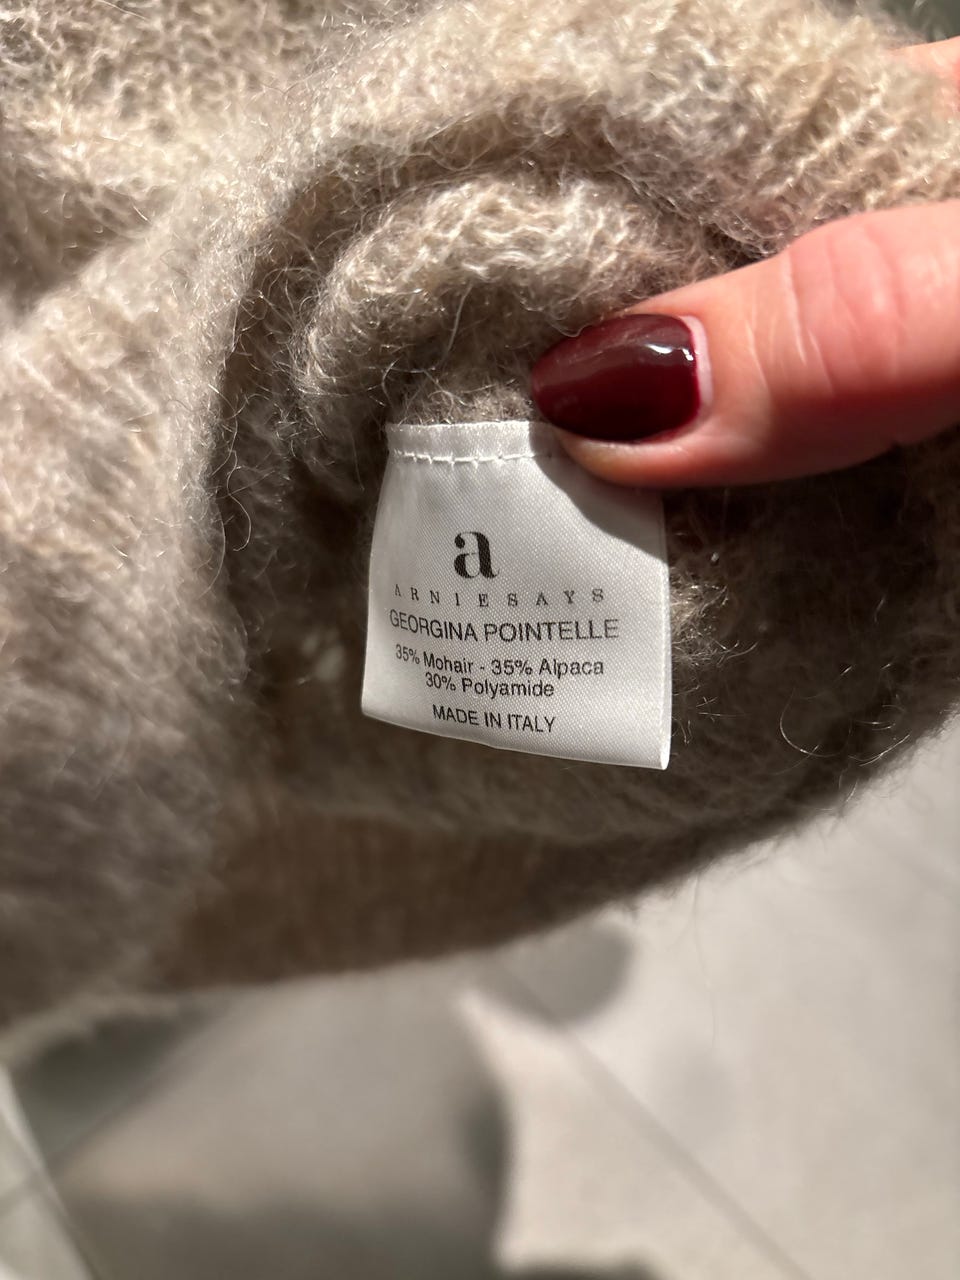 a
ARNIESAYS
GEORGINA POINTELLE
35% Mohair - 35% Alpaca
30% Polyamide
MADE IN ITALY